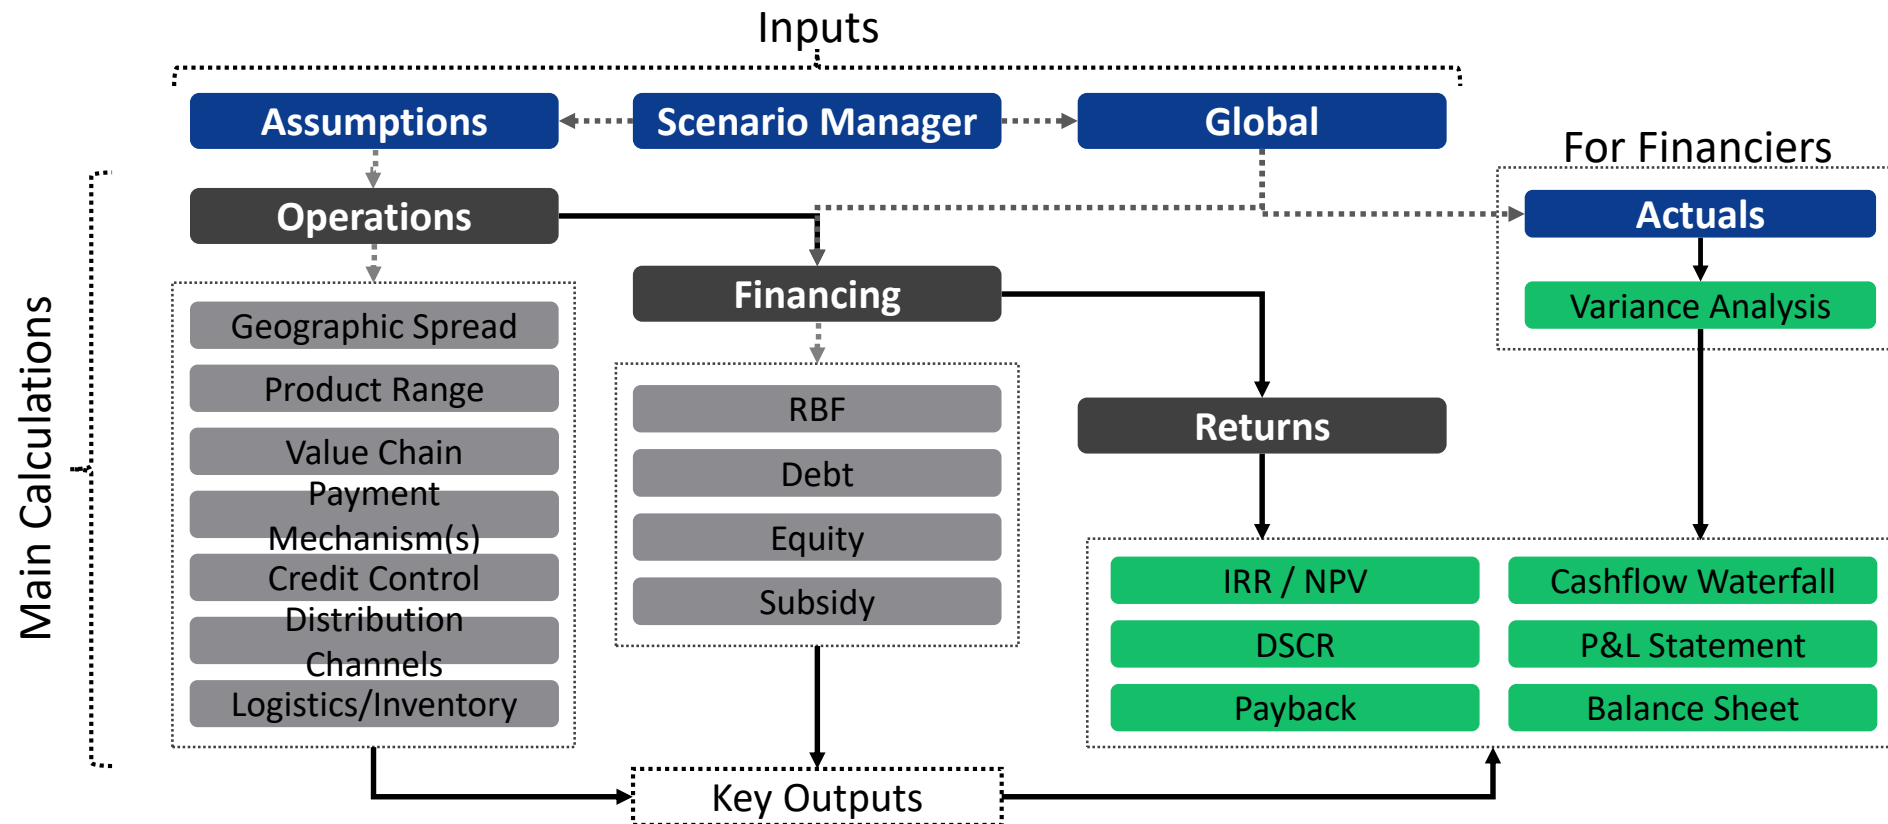 Inputs
Assumptions
Scenario Manager
Global
For Financiers
Main Calculations
Operations
Actuals
Financing
Variance Analysis
Geographic Spread
Product Range
Value Chain
Payment
Mechanism(s)
Credit Control
Distribution
Channels
Logistics/Inventory
RBF
Debt
Equity
Subsidy
Returns
IRR / NPV
Cashflow Waterfall
DSCR
P&L Statement
Payback
Balance Sheet
Key Outputs